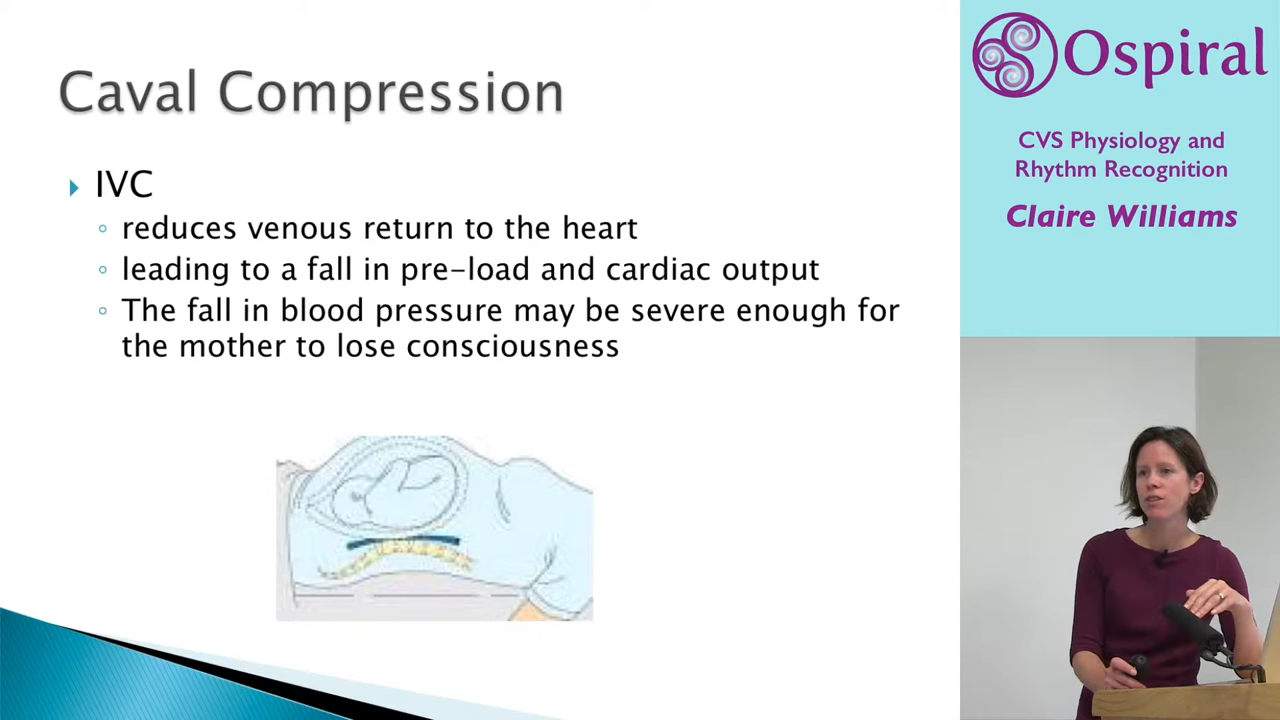 Caval Compression
IVC
reduces venous return to the heart
leading to a fall in pre-load and cardiac output
The fall in blood pressure may be severe enough for
the mother to lose consciousness
Ospiral
CVS Physiology and
Rhythm Recognition
Claire Williams